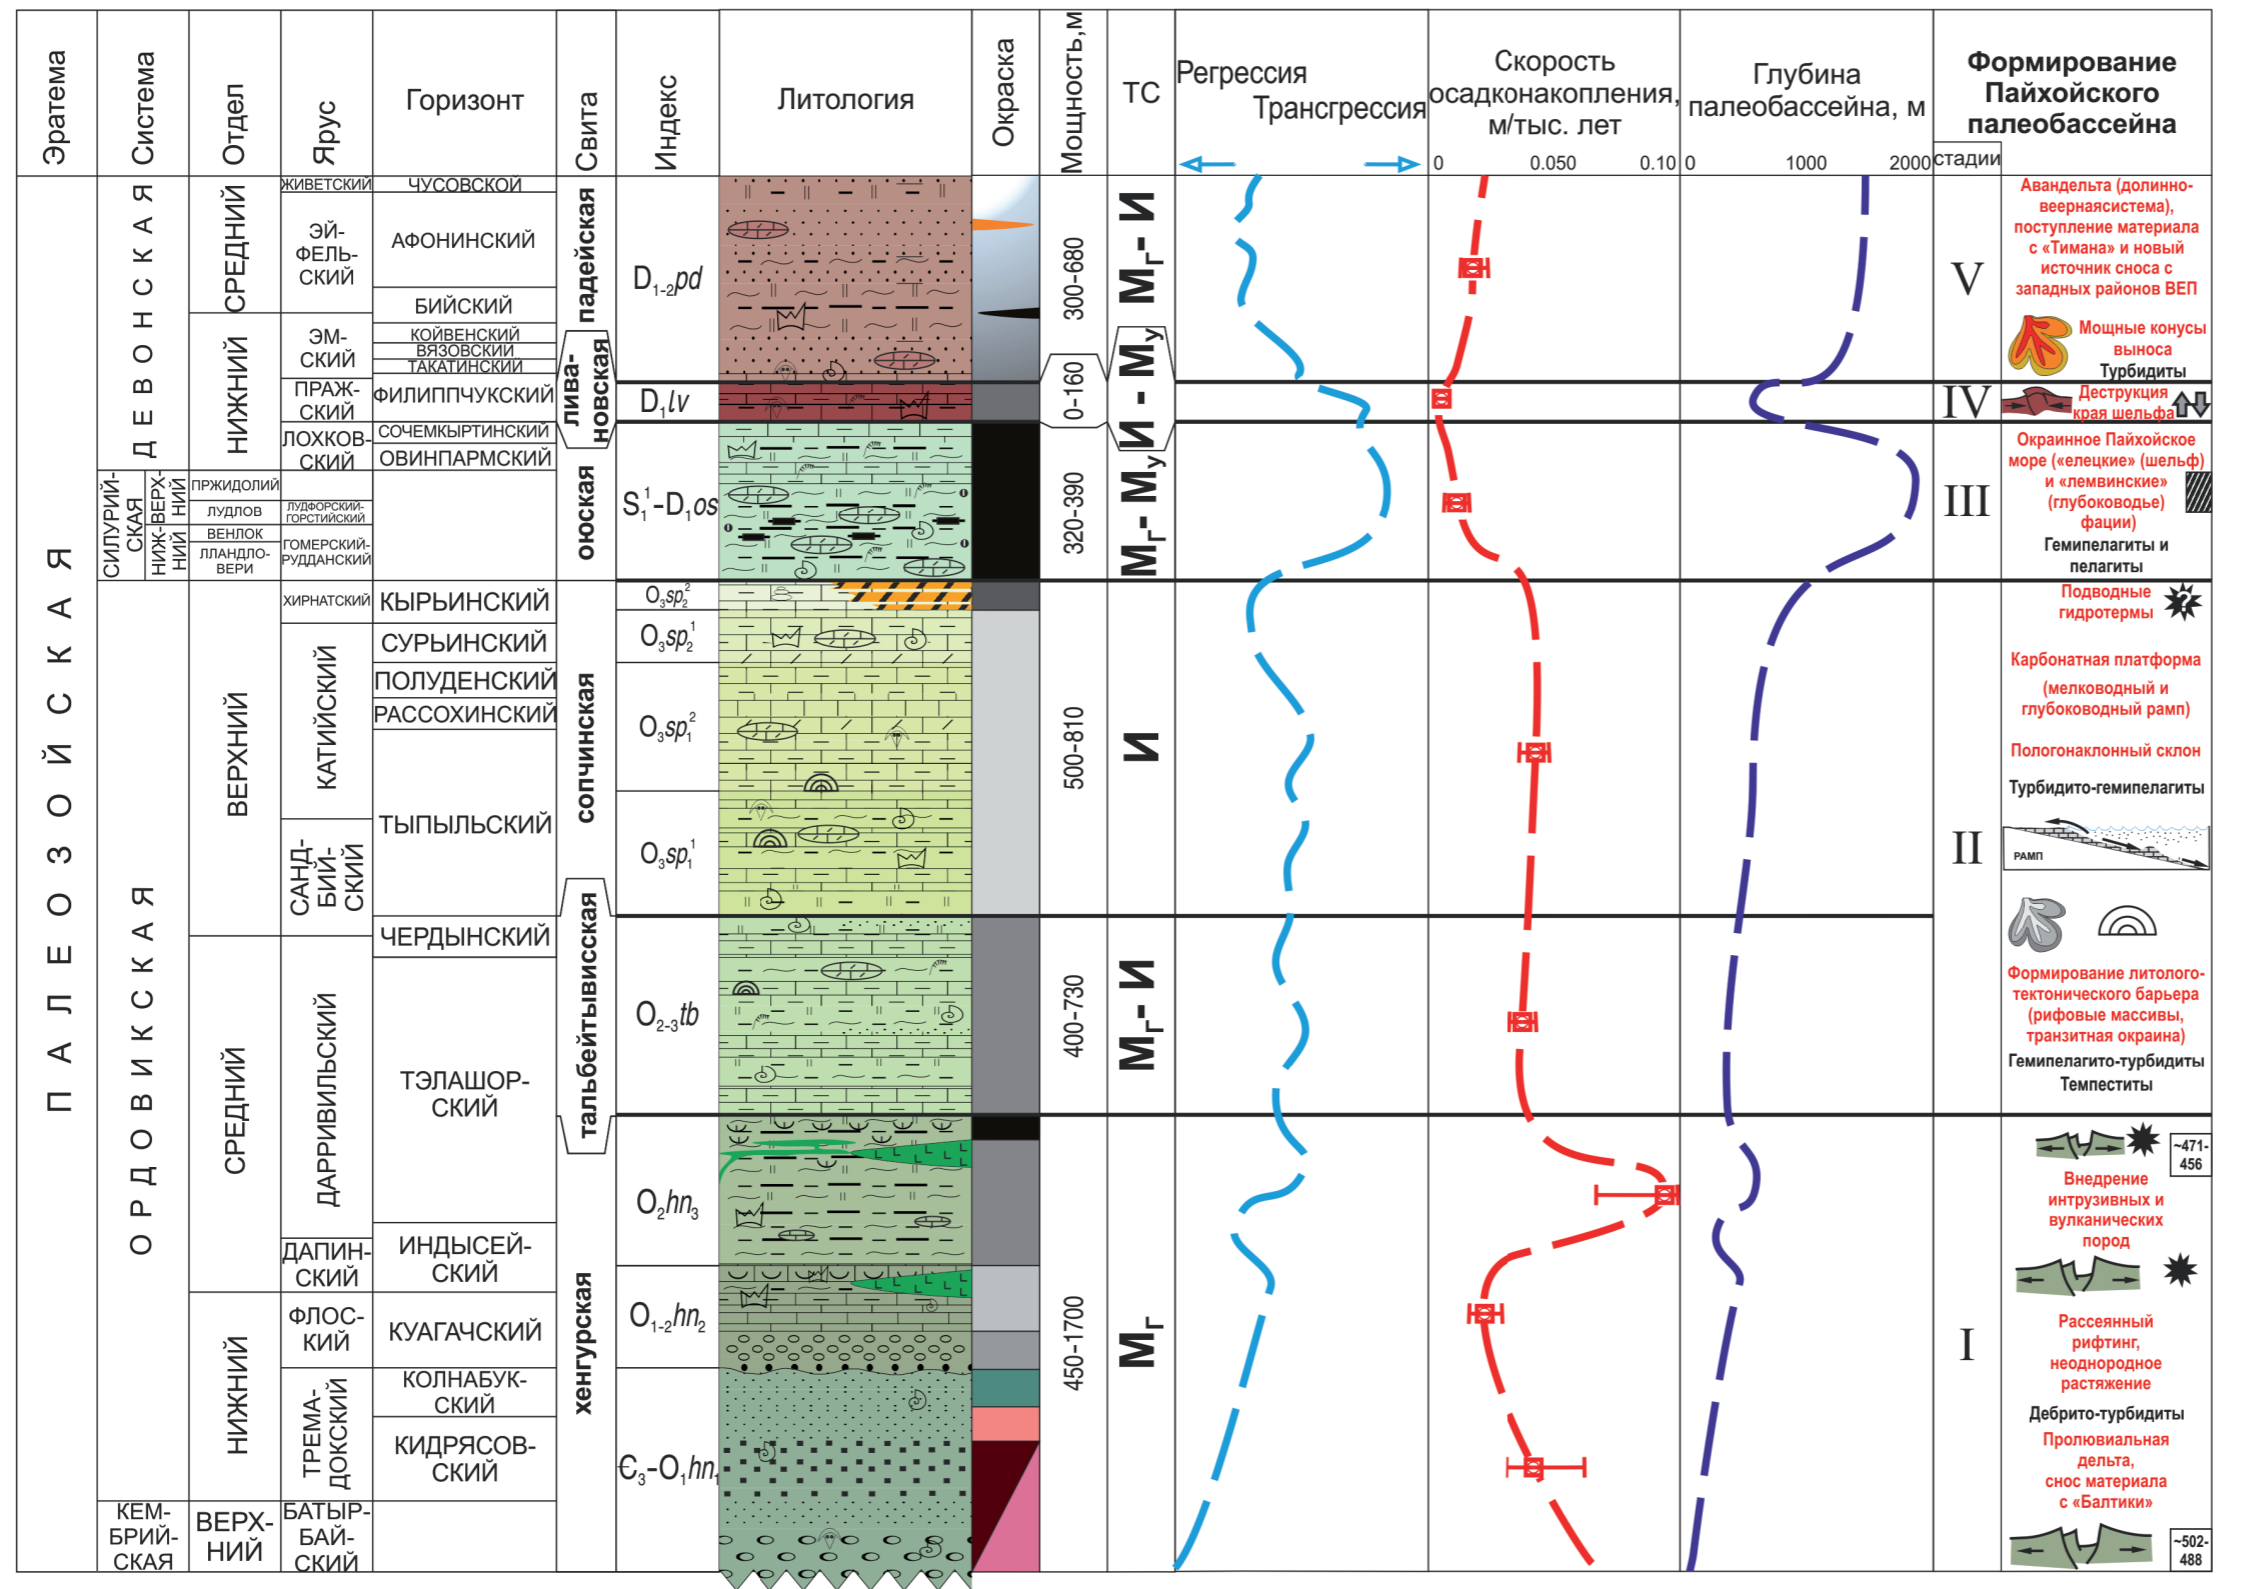 Эратема
Система
Отдел
Ярус
Горизонт
Свита
Индекс
Литология
Окраска
Мощность,м
ТС
Регрессия
Трансгрессия
Скорость
осадконакопления,
м/тыс. лет
0 0.050 0.10
Глубина
палеобассейна, м
0 1000 2000
Формирование
Пайхойского
палеобассейна
стадии
ПАЛЕОЗОЙСКАЯ
ДЕВОНСКАЯ
СИЛУРИЙ-
СКАЯ
ОРДОВИКСКАЯ
КЕМ-
БРИЙ-
СКАЯ
СРЕДНИЙ
НИЖНИЙ
ВЕРХ-
НИЙ
НИЖ-
НИЙ
ПРЖИДОЛИЙ
ЛУДЛОВ
ВЕНЛОК
ЛЛАНДЛО-
ВЕРИ
ВЕРХНИЙ
СРЕДНИЙ
НИЖНИЙ
ВЕРХ-
НИЙ
ЖИВЕТСКИЙ
ЭЙ-
ФЕЛЬ-
СКИЙ
ЭМ-
СКИЙ
ПРАЖ-
СКИЙ
ЛОХКОВ-
СКИЙ
ЛУДФОРСКИЙ-
ГОРСТИЙСКИЙ
ГОМЕРСКИЙ-
РУДДАНСКИЙ
ХИРНАТСКИЙ
КАТИЙСКИЙ
САНД-
БИЙ-
СКИЙ
ДАРРИВИЛЬСКИЙ
ДАПИН-
СКИЙ
ФЛОС-
КИЙ
ТРЕМА-
ДОКСКИЙ
БАТЫР-
БАЙ-
СКИЙ
ЧУСОВСКОЙ
АФОНИНСКИЙ
БИЙСКИЙ
КОЙВЕНСКИЙ
ВЯЗОВСКИЙ
ТАКАТИНСКИЙ
ФИЛИППЧУКСКИЙ
СОЧЕМКЫРТИНСКИЙ
ОВИНПАРМСКИЙ
КЫРЬИНСКИЙ
СУРЬИНСКИЙ
ПОЛУДЕНСКИЙ
РАССОХИНСКИЙ
ТЫПЫЛЬСКИЙ
ЧЕРДЫНСКИЙ
ТЭЛАШОР-
СКИЙ
ИНДЫСЕЙ-
СКИЙ
КУАГАЧСКИЙ
КОЛНАБУК-
СКИЙ
КИДРЯСОВ-
СКИЙ
падейская
лива-
новская
оюская
сопчинская
тальбейтывисская
хенгурская
D₁₋₂pd
D₁lv
S₁¹-D₁os
O₃sp₂²
O₃sp₂¹
O₃sp₁²
O₃sp₁¹
O₂₋₃tb
O₂hn₃
O₁₋₂hn₂
Є₃-O₁hn₁
300-680
0-160
320-390
500-810
400-730
450-1700
Мг- И
И - Му
Мг- Му
И
Мг- И
Мг
V
IV
III
II
I
Авандельта (долинно-
веернаясистема),
поступление материала
с «Тимана» и новый
источник сноса с
западных районов ВЕП
Мощные конусы
выноса
Турбидиты
Деструкция
края шельфа
Окраинное Пайхойское
море («елецкие» (шельф)
и «лемвинские»
(глубоководье)
фации)
Гемипелагиты и
пелагиты
Подводные
гидротермы
?
Карбонатная платформа
(мелководный и
глубоководный рамп)
Пологонаклонный склон
Турбидито-гемипелагиты
РАМП
Формирование литолого-
тектонического барьера
(рифовые массивы,
транзитная окраина)
Гемипелагито-турбидиты
Темпеститы
~471-
456
Внедрение
интрузивных и
вулканических
пород
Рассеянный
рифтинг,
неоднородное
растяжение
Дебрито-турбидиты
Пролювиальная
дельта,
снос материала
с «Балтики»
~502-
488